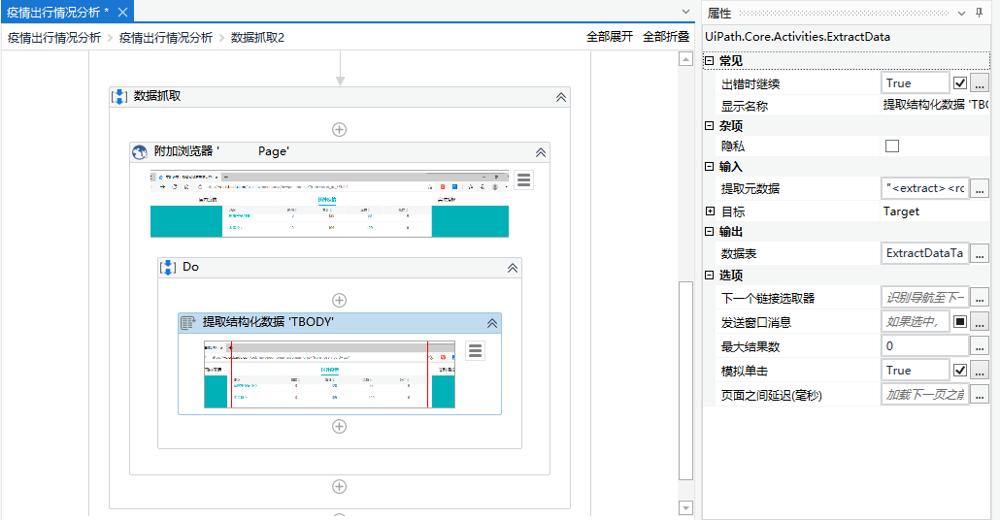 疫情出行情况分析 *
疫情出行情况分析 疫情出行情况分析 数据抓取2 全部展开 全部折叠
数据抓取
附加浏览器 ' Page'
Do
提取结构化数据 'TBODY'
属性
UiPath.Core.Activities.ExtractData
常见
出错时继续 True ...
显示名称 提取结构化数据 'TBO
杂项
隐私
输入
提取元数据 "<extract><ro ...
目标 Target
输出
数据表 ExtractDataTa ...
选项
下一个链接选取器 识别导航至下一 ...
发送窗口消息 如果选中, ...
最大结果数 0 ...
模拟单击 True ...
页面之间延迟(毫秒) 加载下一页之前 ...